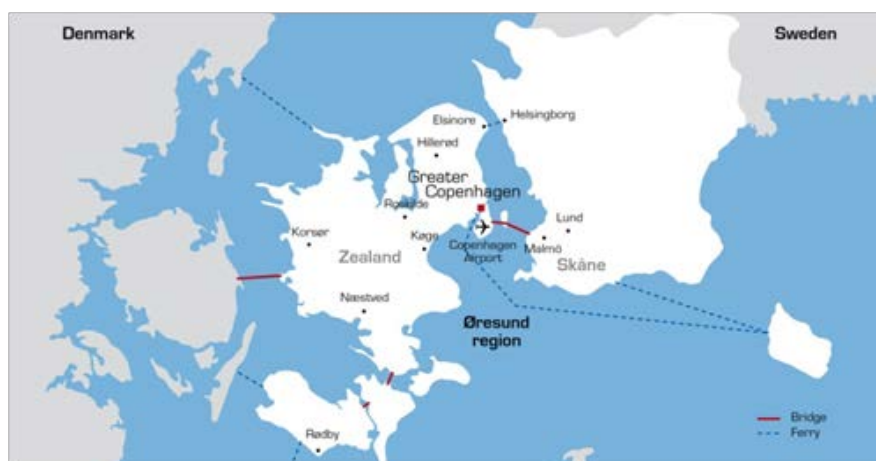 Denmark
Sweden
Elsinore
Helsingborg
Hillerød
Greater
Copenhagen
Roskilde
Lund
Korsør
Køge
Copenhagen
Airport
Malmö
Zealand
Skåne
Næstved
Øresund
region
Bridge
Ferry
Rødby